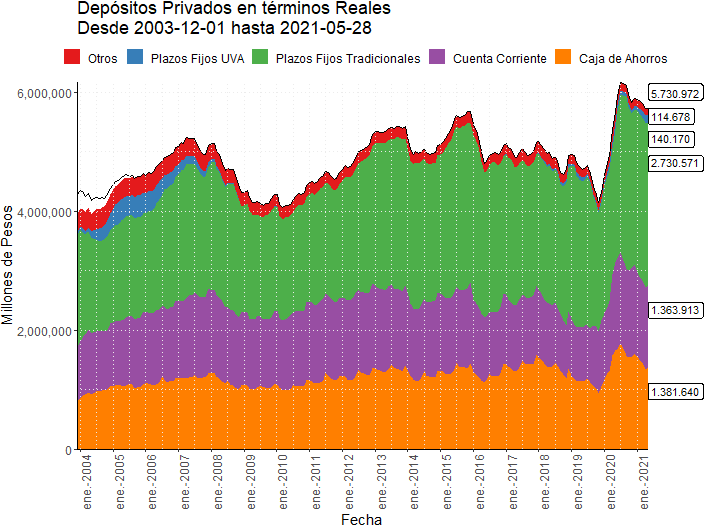 Depósitos Privados en términos Reales
Desde 2003-12-01 hasta 2021-05-28
Otros Plazos Fijos UVA Plazos Fijos Tradicionales Cuenta Corriente Caja de Ahorros
Millones de Pesos
6,000,000
4,000,000
2,000,000
0
5.730.972
114.678
140.170
2.730.571
1.363.913
1.381.640
ene.-2004
ene.-2005
ene.-2006
ene.-2007
ene.-2008
ene.-2009
ene.-2010
ene.-2011
ene.-2012
ene.-2013
ene.-2014
ene.-2015
ene.-2016
ene.-2017
ene.-2018
ene.-2019
ene.-2020
ene.-2021
Fecha